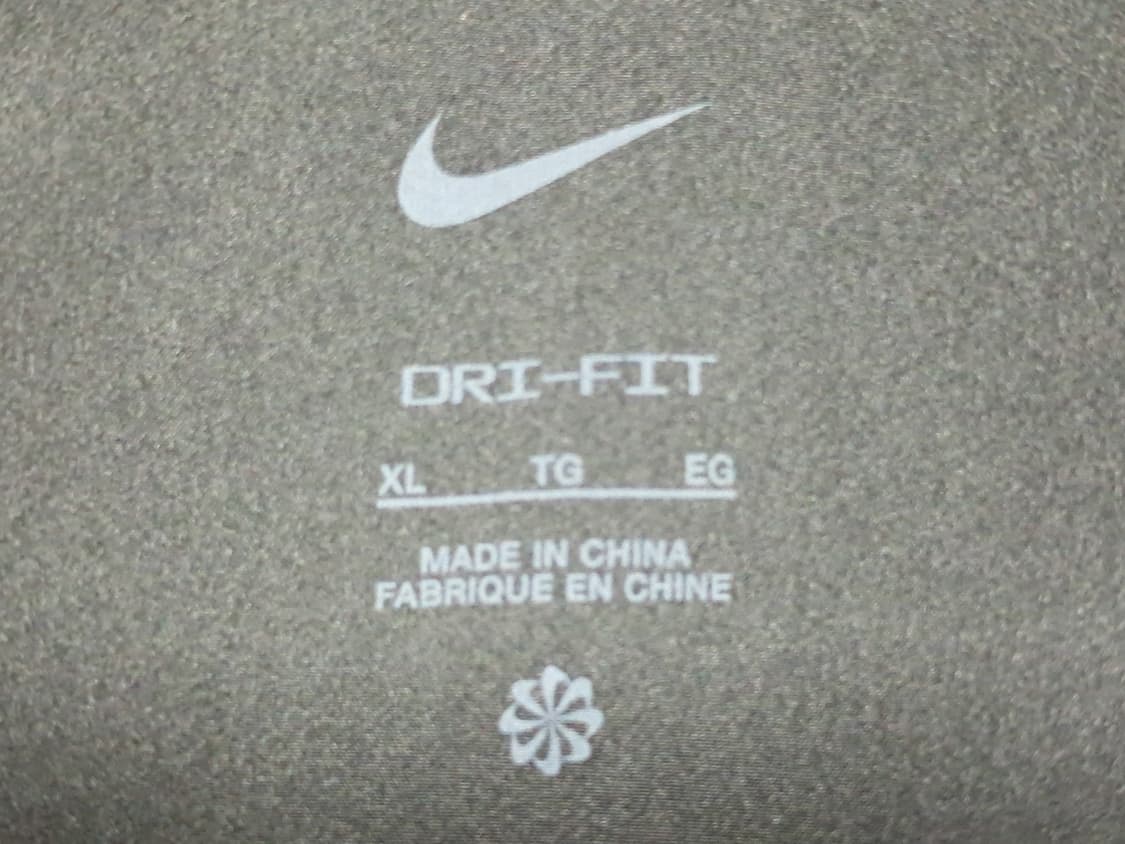 DRI-FIT
XL TG EG
MADE IN CHINA
FABRIQUE EN CHINE